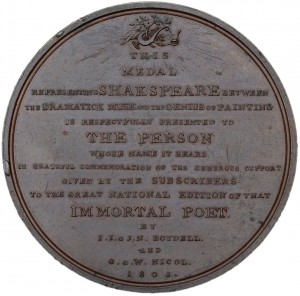 THIS
MEDAL
REPRESENTING SHAKSPEARE BETWEEN
THE DRAMATICK MUSE AND THE GENIUS OF PAINTING
IS RESPECTFULLY PRESENTED TO
THE PERSON
WHOSE NAME IT BEARS
IN GRATEFUL COMMEMORATION OF THE GENEROUS SUPPORT
GIVEN BY THE SUBSCRIBERS
TO THE GREAT NATIONAL EDITION OF THAT
IMMORTAL POET
BY
I. I. & J. N. BOYDELL
AND
G. & W. NICOL.
1803.